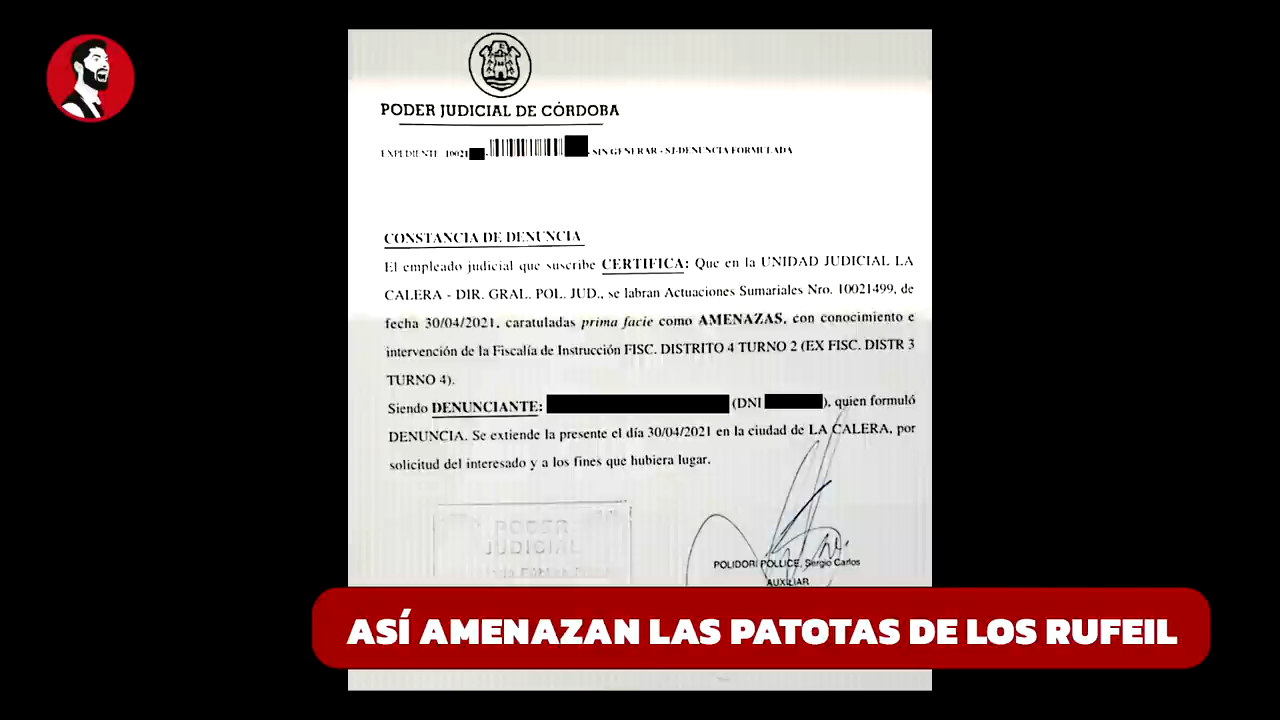 PODER JUDICIAL DE CÓRDOBA
EXPEDIENTE 10021 - SIN GENERAR - SJ-DENUNCIA FORMULADA
CONSTANCIA DE DENUNCIA
El empleado judicial que suscribe CERTIFICA: Que en la UNIDAD JUDICIAL LA
CALERA - DIR. GRAL. POL. JUD., se labran Actuaciones Sumariales Nro. 10021499, de
fecha 30/04/2021, caratuladas prima facie como AMENAZAS, con conocimiento e
intervención de la Fiscalía de Instrucción FISC. DISTRITO 4 TURNO 2 (EX FISC. DISTR 3
TURNO 4).
Siendo DENUNCIANTE: (DNI ), quien formuló
DENUNCIA. Se extiende la presente el día 30/04/2021 en la ciudad de LA CALERA, por
solicitud del interesado y a los fines que hubiera lugar.
PODER
JUDICIAL
POLIDORI POLLICE, Sergio Carlos
AUXILIAR
ASÍ AMENAZAN LAS PATOTAS DE LOS RUFEIL